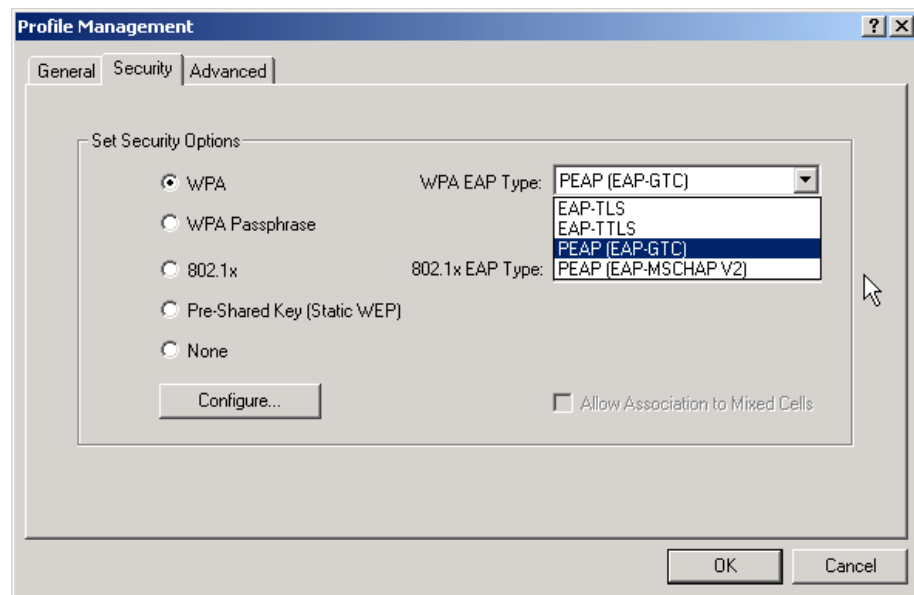 Profile Management
General Security Advanced
Set Security Options
WPA WPA EAP Type: PEAP (EAP-GTC)
EAP-TLS
WPA Passphrase EAP-TTLS
PEAP (EAP-GTC)
802.1x 802.1x EAP Type: PEAP (EAP-MSCHAP V2)
Pre-Shared Key (Static WEP)
None
Configure... Allow Association to Mixed Cells
OK Cancel